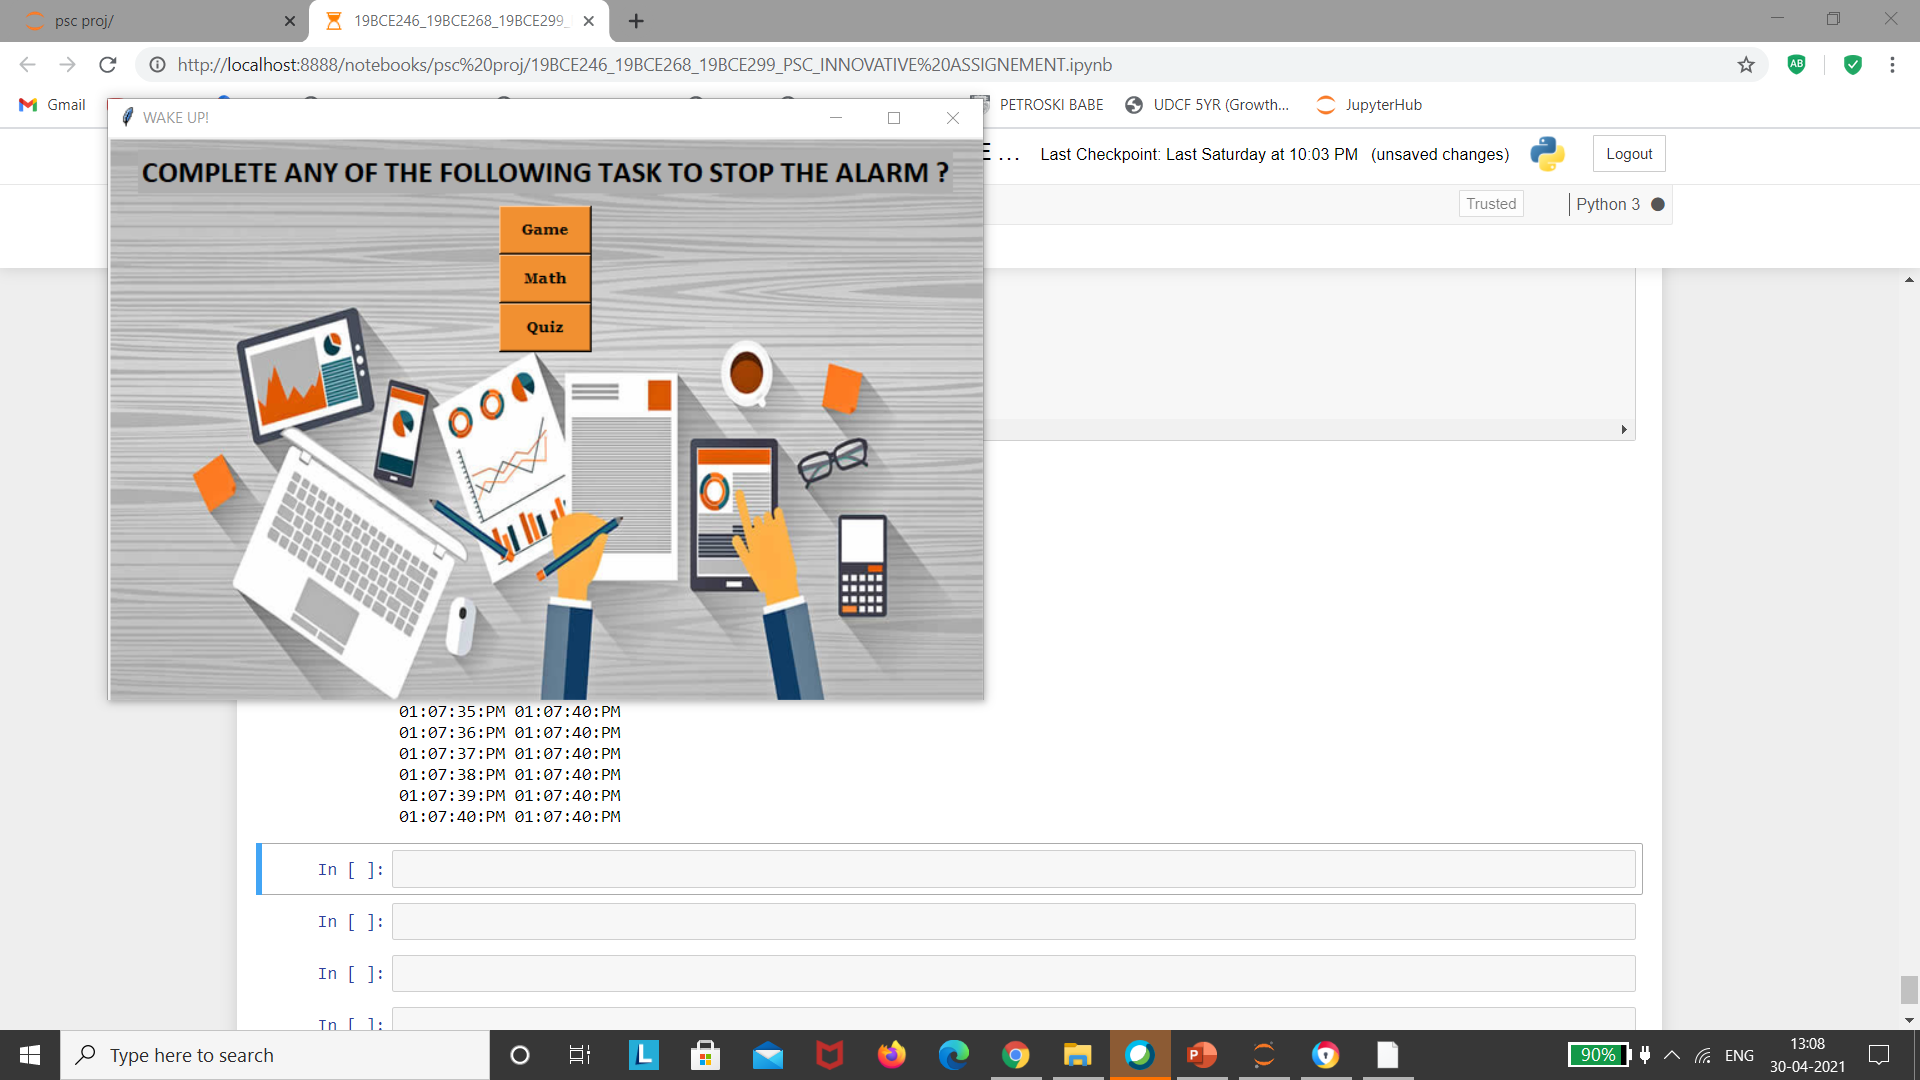 psc proj/
19BCE246_19BCE268_19BCE299_
http://localhost:8888/notebooks/psc%20proj/19BCE246_19BCE268_19BCE299_PSC_INNOVATIVE%20ASSIGNEMENT.ipynb
AB
Gmail
PETROSKI BABE
UDCF 5YR (Growth...
JupyterHub
WAKE UP!
E ...
Last Checkpoint: Last Saturday at 10:03 PM (unsaved changes)
Logout
COMPLETE ANY OF THE FOLLOWING TASK TO STOP THE ALARM ?
Trusted
Python 3
Game
Math
Quiz
01:07:35:PM 01:07:40:PM
01:07:36:PM 01:07:40:PM
01:07:37:PM 01:07:40:PM
01:07:38:PM 01:07:40:PM
01:07:39:PM 01:07:40:PM
01:07:40:PM 01:07:40:PM
In [ ]:
In [ ]:
In [ ]:
In [ ]:
Type here to search
L
P
90%
ENG
13:08
30-04-2021